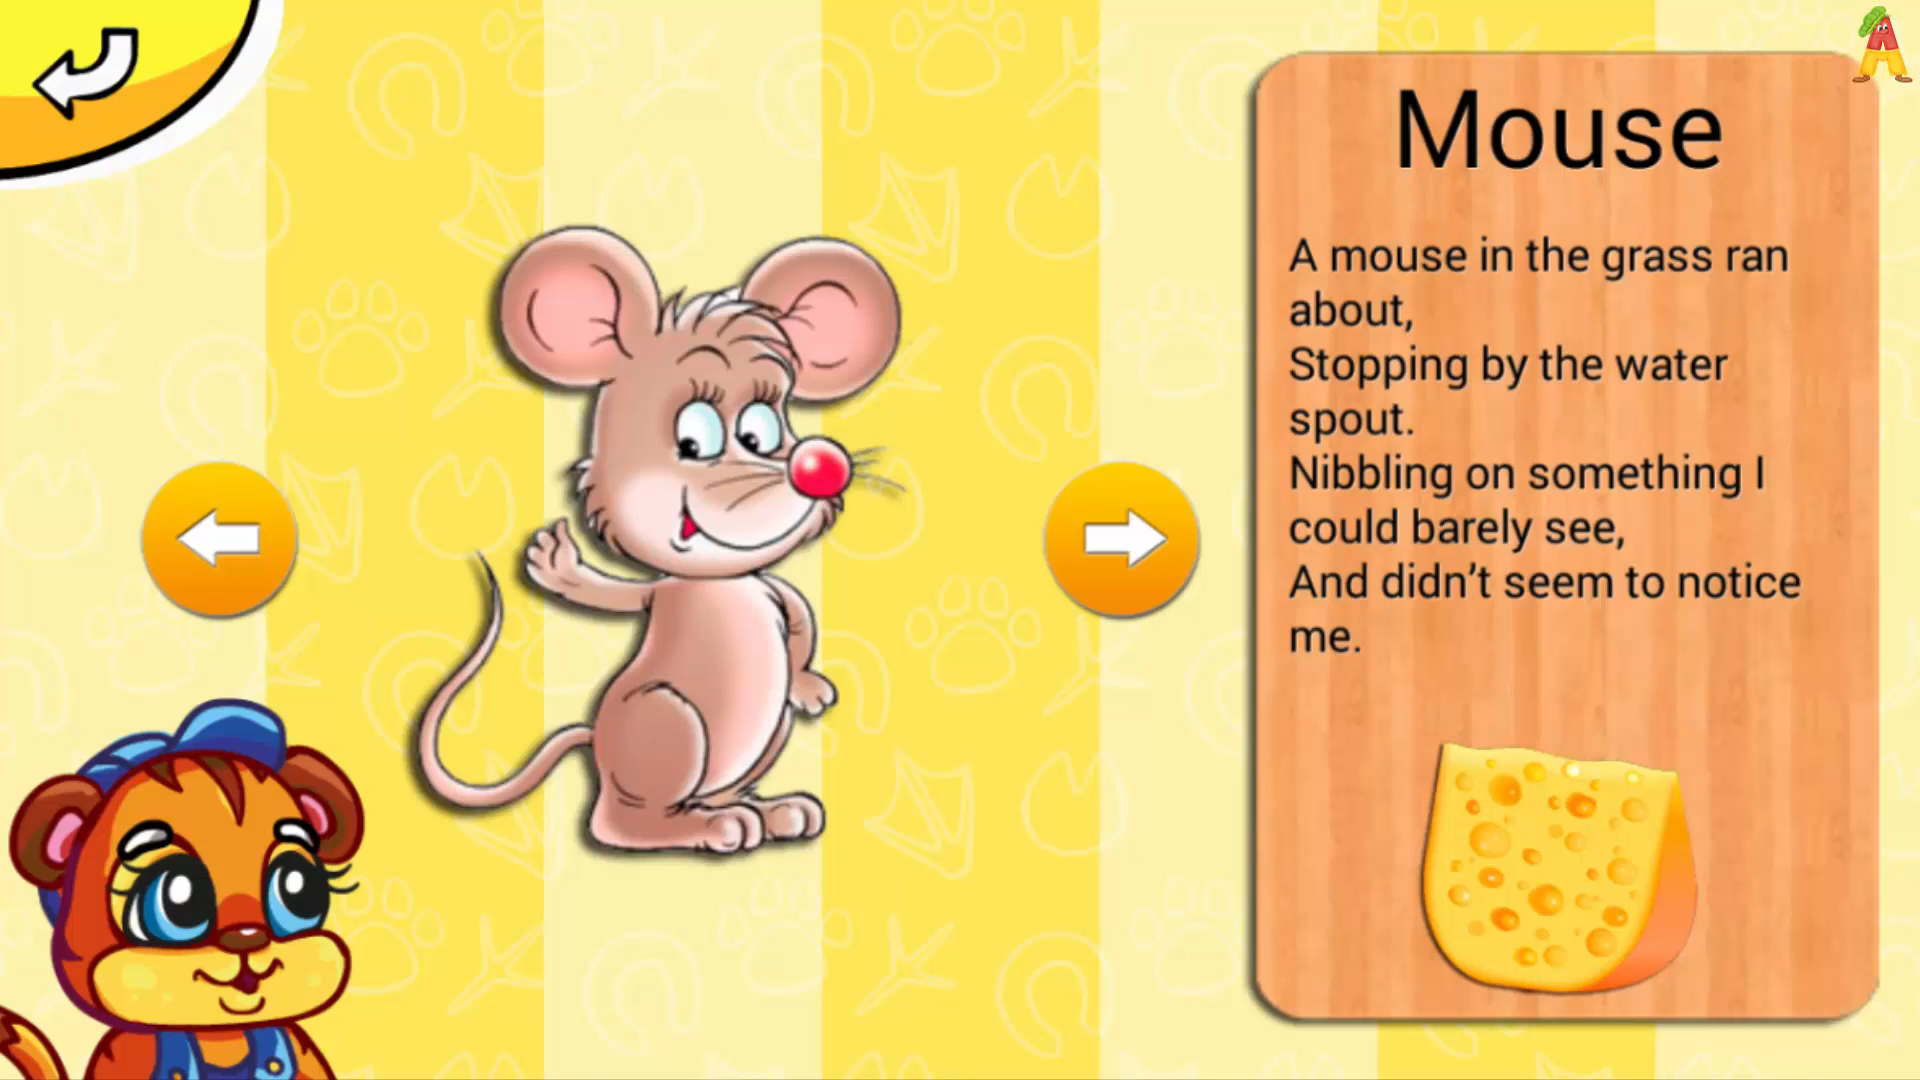 Mouse
A mouse in the grass ran
about,
Stopping by the water
spout.
Nibbling on something I
could barely see,
And didn’t seem to notice
me.